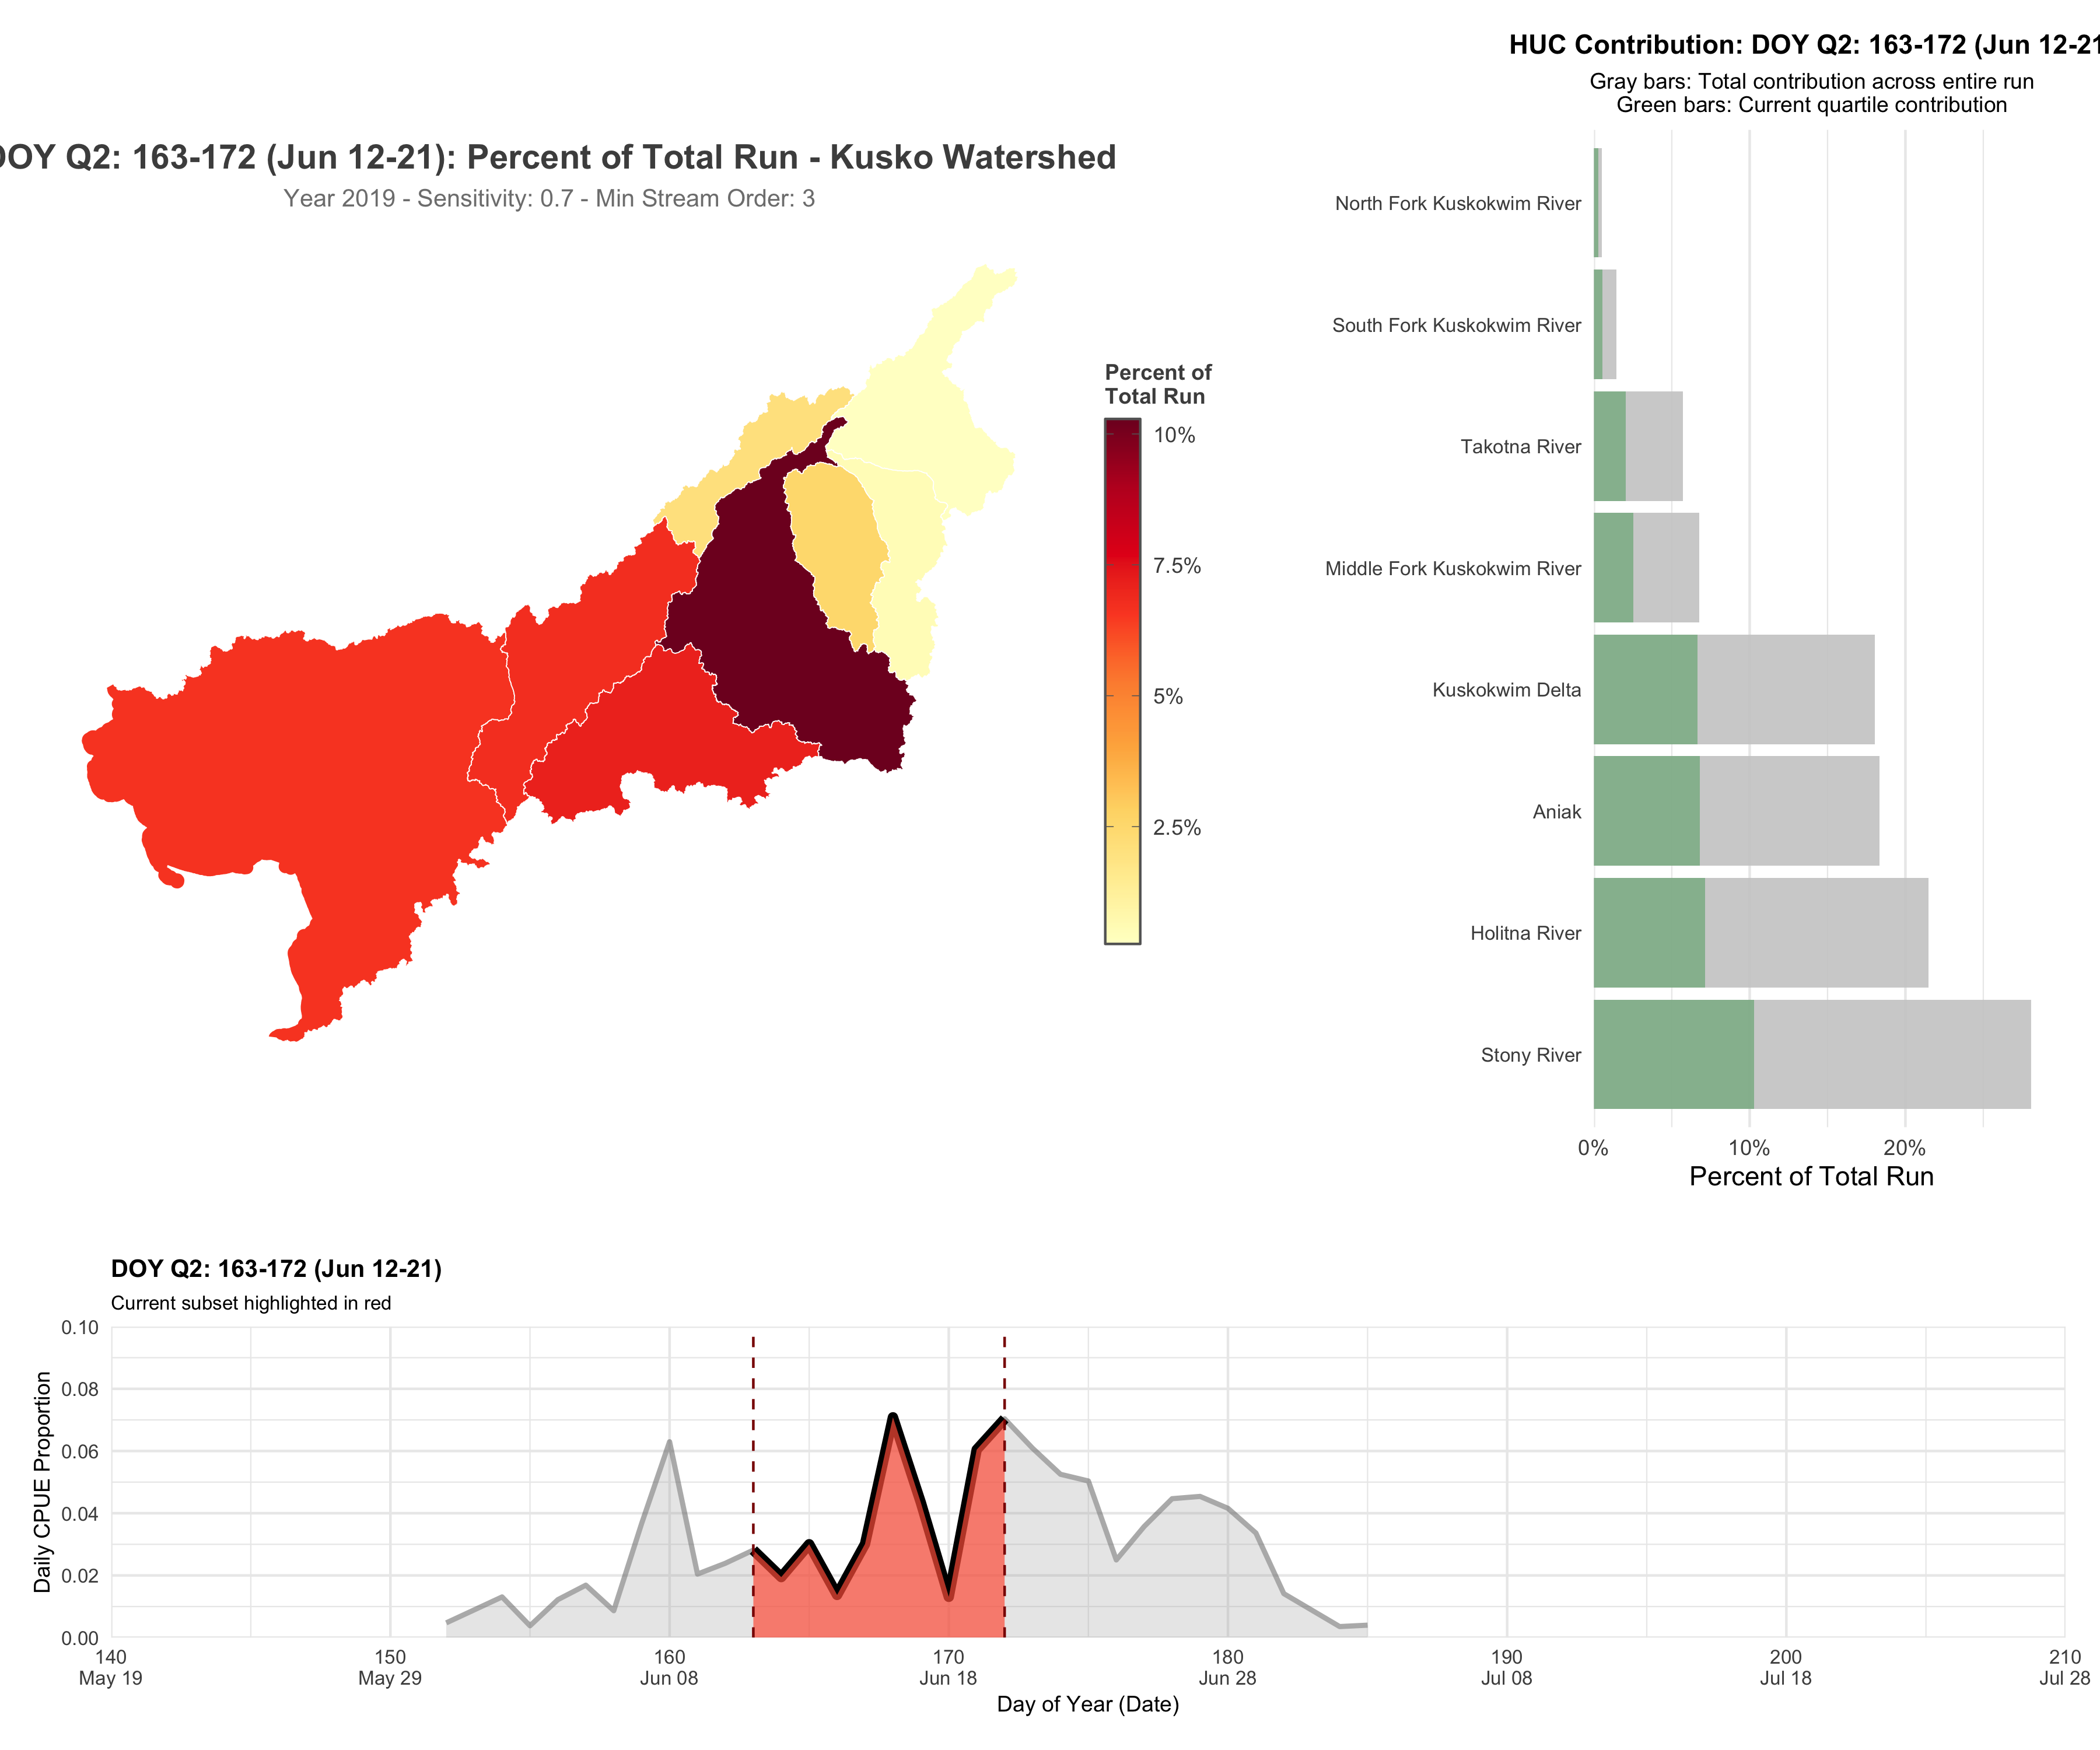 HUC Contribution: DOY Q2: 163-172 (Jun 12-21
Gray bars: Total contribution across entire run
Green bars: Current quartile contribution
DOY Q2: 163-172 (Jun 12-21): Percent of Total Run - Kusko Watershed
Year 2019 - Sensitivity: 0.7 - Min Stream Order: 3
Percent of
Total Run
10%
7.5%
5%
2.5%
North Fork Kuskokwim River
South Fork Kuskokwim River
Takotna River
Middle Fork Kuskokwim River
Kuskokwim Delta
Aniak
Holitna River
Stony River
0% 10% 20%
Percent of Total Run
DOY Q2: 163-172 (Jun 12-21)
Current subset highlighted in red
Daily CPUE Proportion
0.10
0.08
0.06
0.04
0.02
0.00
140 150 160 170 180 190 200 210
May 19 May 29 Jun 08 Jun 18 Jun 28 Jul 08 Jul 18 Jul 28
Day of Year (Date)